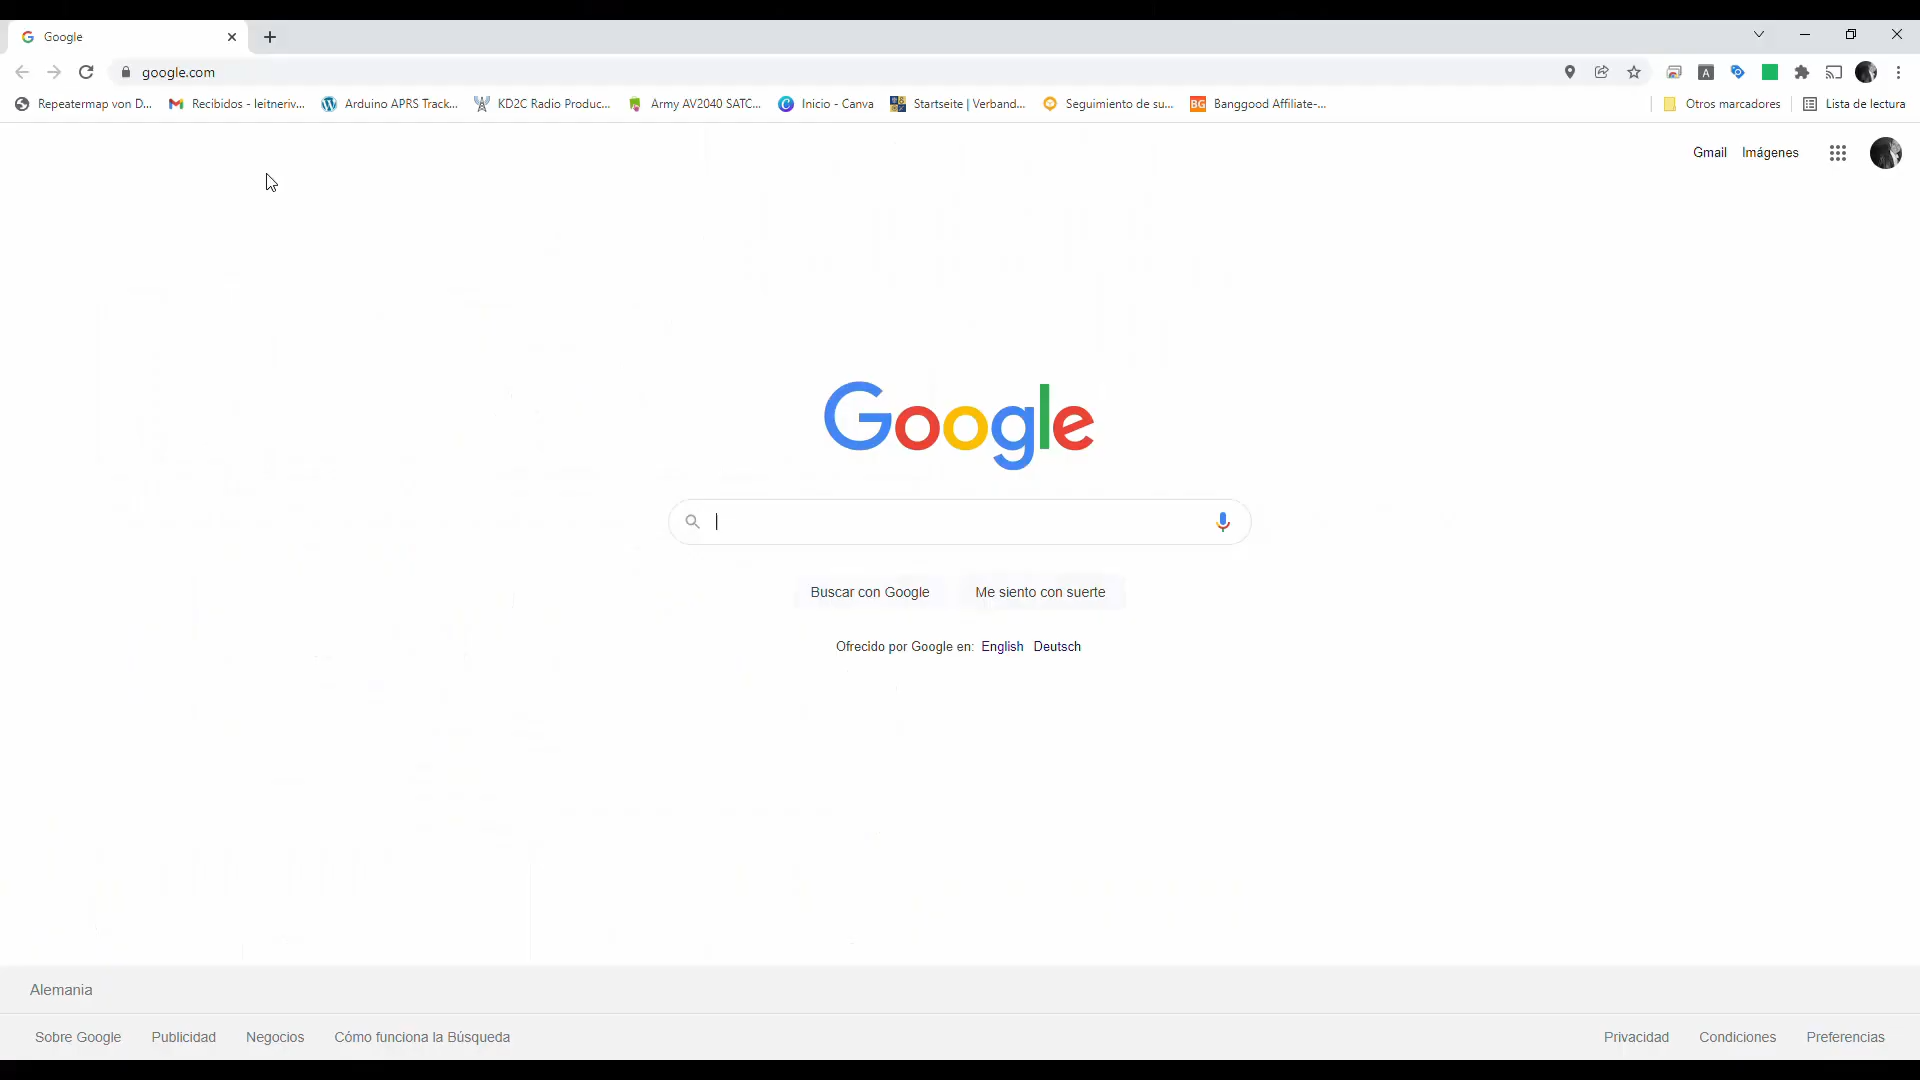 Google
google.com
Repeatermap von D... Recibidos - leitneriv... Arduino APRS Track... KD2C Radio Produc... Army AV2040 SATC... Inicio - Canva Startseite | Verband... Seguimiento de su... BG Banggood Affiliate-... Otros marcadores Lista de lectura
Gmail Imágenes
Google
Buscar con Google Me siento con suerte
Ofrecido por Google en: English Deutsch
Alemania
Sobre Google Publicidad Negocios Cómo funciona la Búsqueda Privacidad Condiciones Preferencias